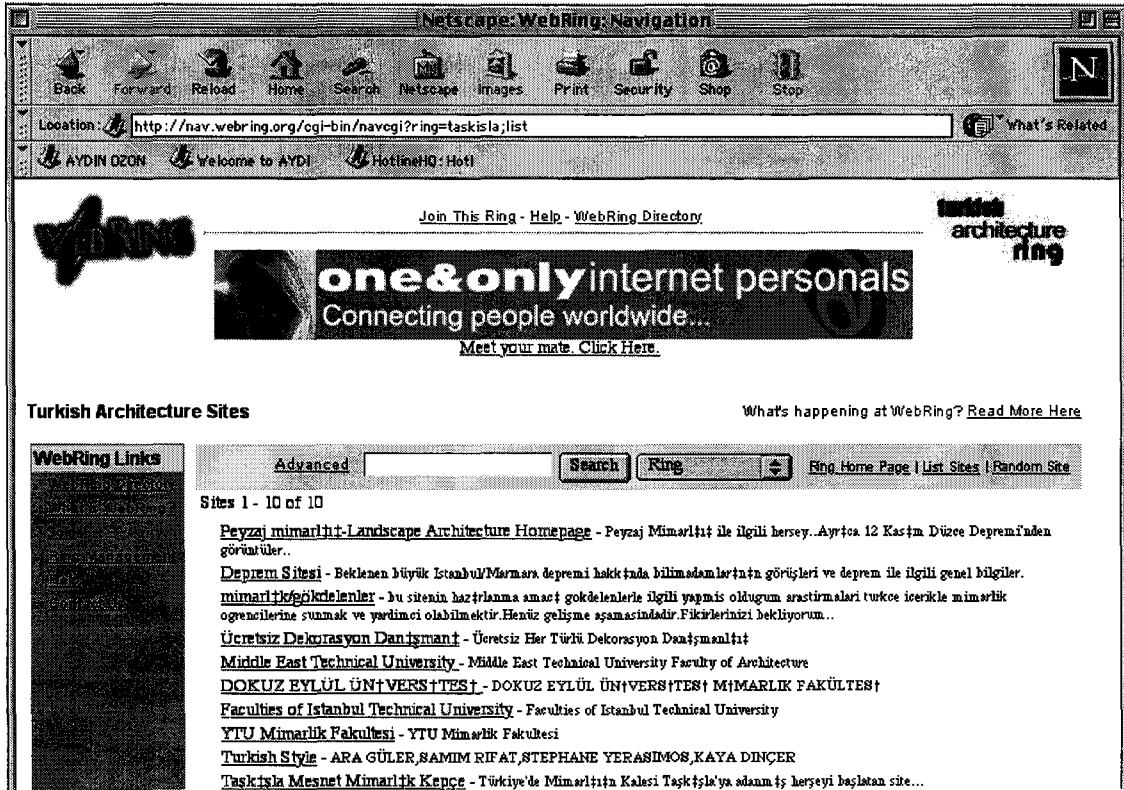 Netscape: WebRing: Navigation
Back Forward Reload Home Search Netscape Images Print Security Shop Stop
N
Location: http://nav.webring.org/cgi-bin/navcgi?ring=taskisla;list What's Related
AYDIN OZON Welcome to AYDI HotlineHQ: Hotl
WEBRING
Join This Ring - Help - WebRing Directory
turkish
architecture
ring
one&only internet personals
Connecting people worldwide...
Meet your mate. Click Here.
Turkish Architecture Sites
What's happening at WebRing? Read More Here
WebRing Links
Advanced Search Ring Ring Home Page | List Sites | Random Site
Sites 1 - 10 of 10
Peyzaj mimarl‡‡‡-Landscape Architecture Homepage - Peyzaj Mimarl‡‡‡ ile ilgili hersey..Ayr‡ca 12 Kas‡m Düzce Depremi'nden
görüntüler..
Deprem Sitesi - Beklenen büyük Istanbul/Marmara depremi hakk‡nda bilimadamlar‡n‡n görüşleri ve deprem ile ilgili genel bilgiler.
mimarl‡k/gökdelenler - bu sitenin haz‡rlanma amac‡ gokdelenlerle ilgili yapmis oldugum arastirmalari turkce icerikle mimarlik
ogrencilerine sunmak ve yardimci olabilmektir.Henüz gelişme aşamasindadir.Fikirlerinizi bekliyorum..
Ücretsiz Dekorasyon Dan‡şman‡ - Ücretsiz Her Türlü Dekorasyon Dan‡şmanl‡‡‡
Middle East Technical University - Middle East Technical University Faculty of Architecture
DOKUZ EYLÜL ÜN†VERS†TES† - DOKUZ EYLÜL ÜN†VERS†TES† M†MARLIK FAKÜLTES†
Faculties of Istanbul Technical University - Faculties of Istanbul Technical University
YTU Mimarlik Fakultesi - YTU Mimarlik Fakultesi
Turkish Style - ARA GÜLER,SAMIM RIFAT,STEPHANE YERASIMOS,KAYA DINÇER
Taşk‡şla Mesnet Mimarl‡k Kepçe - Türkiye'de Mimarl‡‡‡n Kalesi Taşk‡şla'ya adanm‡ş herşeyi başlatan site...